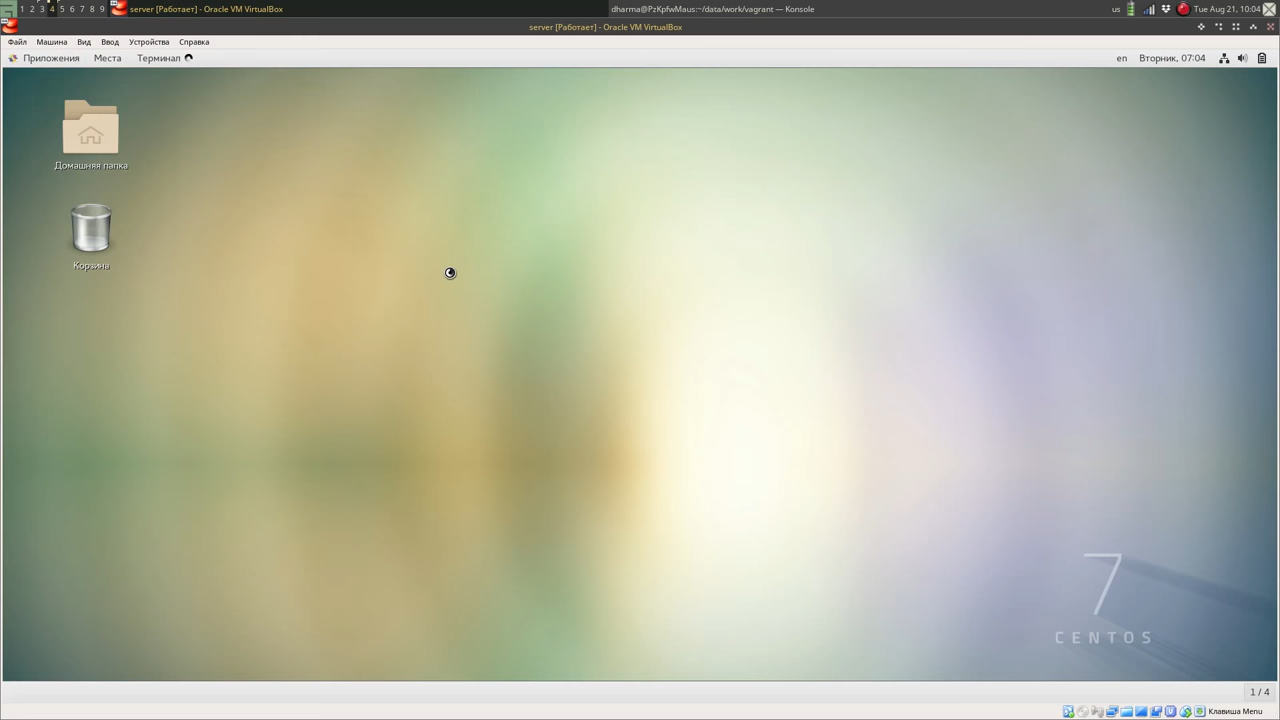 1 2 3 4 5 6 7 8 9 server [Работает] - Oracle VM VirtualBox dharma@PzKpfwMaus:~/data/work/vagrant — Konsole us Tue Aug 21, 10:04
server [Работает] - Oracle VM VirtualBox
Файл Машина Вид Ввод Устройства Справка
Приложения Места Терминал en Вторник, 07:04
Домашняя папка
Корзина
7
CENTOS
1 / 4
Клавиша Menu